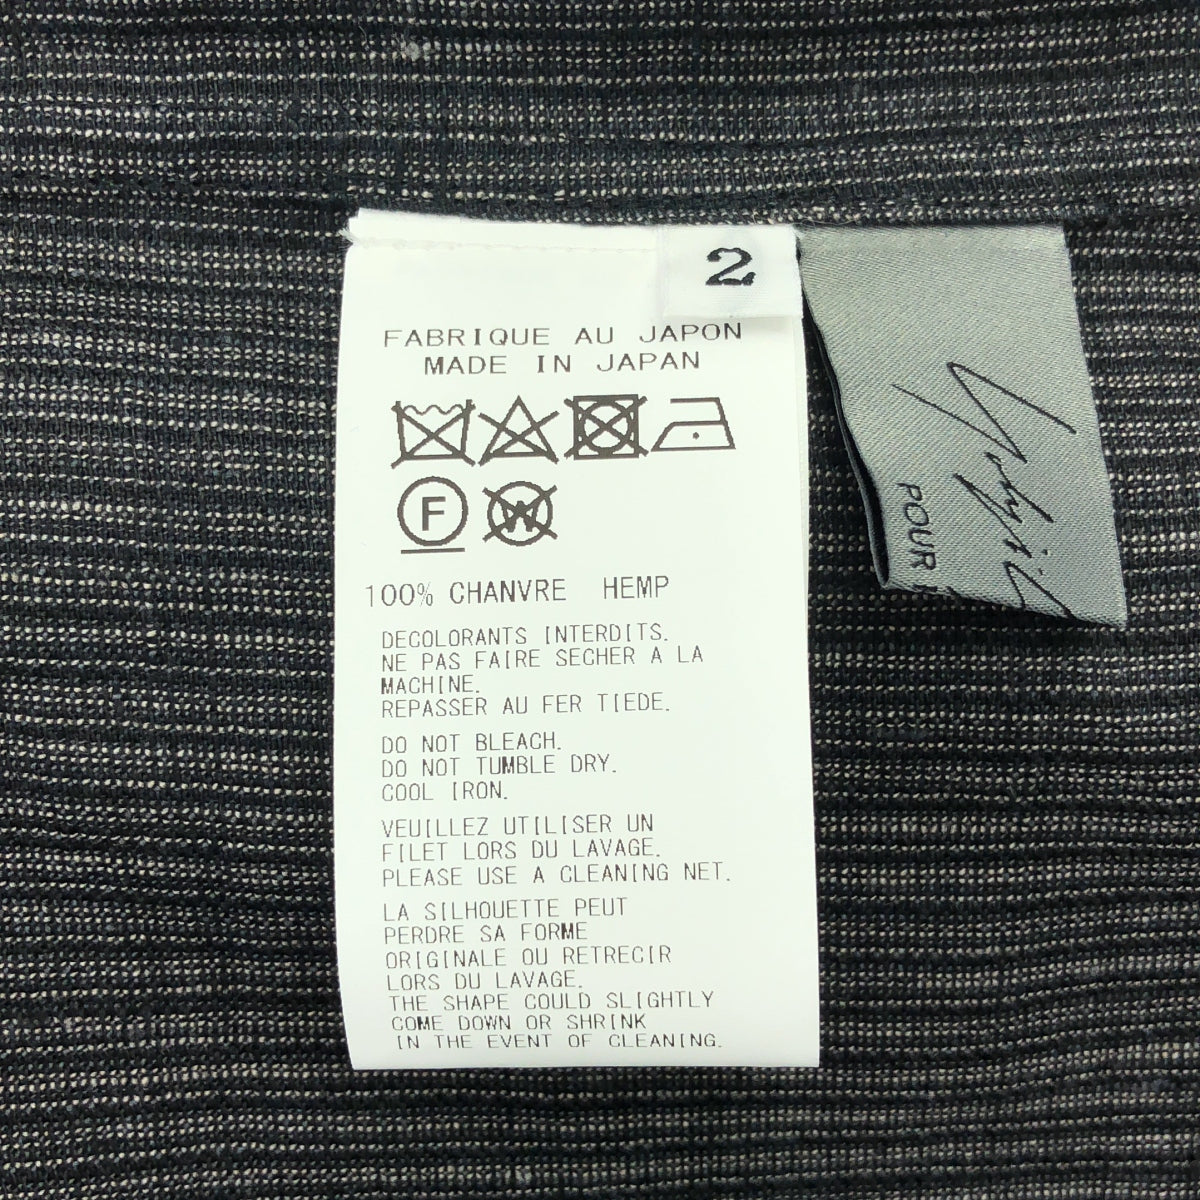 2
FABRIQUE AU JAPON
MADE IN JAPAN
F
W
100% CHANVRE HEMP
DECOLORANTS INTERDITS.
NE PAS FAIRE SECHER A LA
MACHINE.
REPASSER AU FER TIEDE.
DO NOT BLEACH.
DO NOT TUMBLE DRY.
COOL IRON.
VEUILLEZ UTILISER UN
FILET LORS DU LAVAGE.
PLEASE USE A CLEANING NET.
LA SILHOUETTE PEUT
PERDRE SA FORME
ORIGINALE OU RETRECIR
LORS DU LAVAGE.
THE SHAPE COULD SLIGHTLY
COME DOWN OR SHRINK
IN THE EVENT OF CLEANING.
POUR